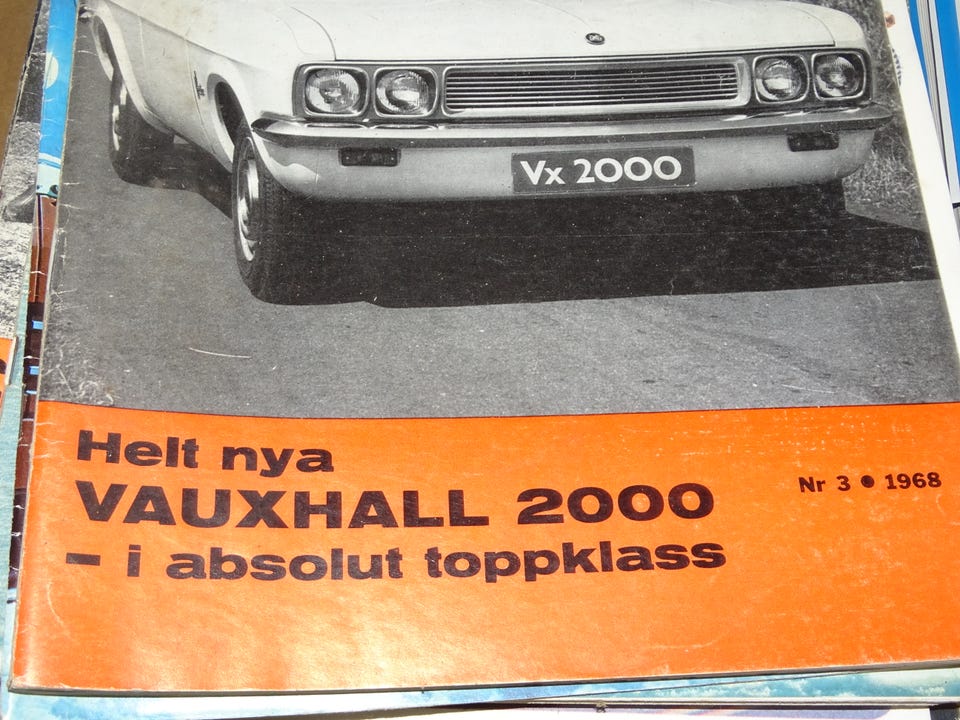 Vx 2000
Helt nya
VAUXHALL 2000
Nr 3 • 1968
– i absolut toppklass